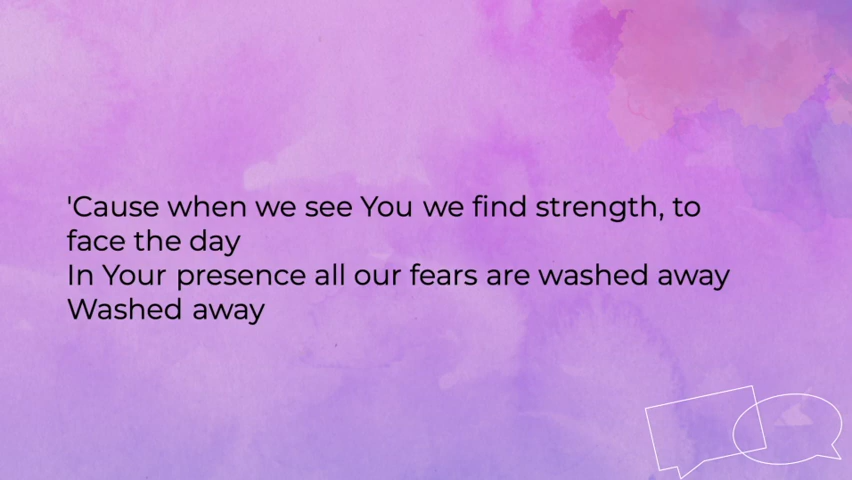 'Cause when we see You we find strength, to
face the day
In Your presence all our fears are washed away
Washed away